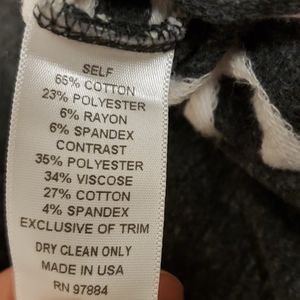 SELF
65% COTTON
23% POLYESTER
6% RAYON
6% SPANDEX
CONTRAST
35% POLYESTER
34% VISCOSE
27% COTTON
4% SPANDEX
EXCLUSIVE OF TRIM
DRY CLEAN ONLY
MADE IN USA
RN 97884